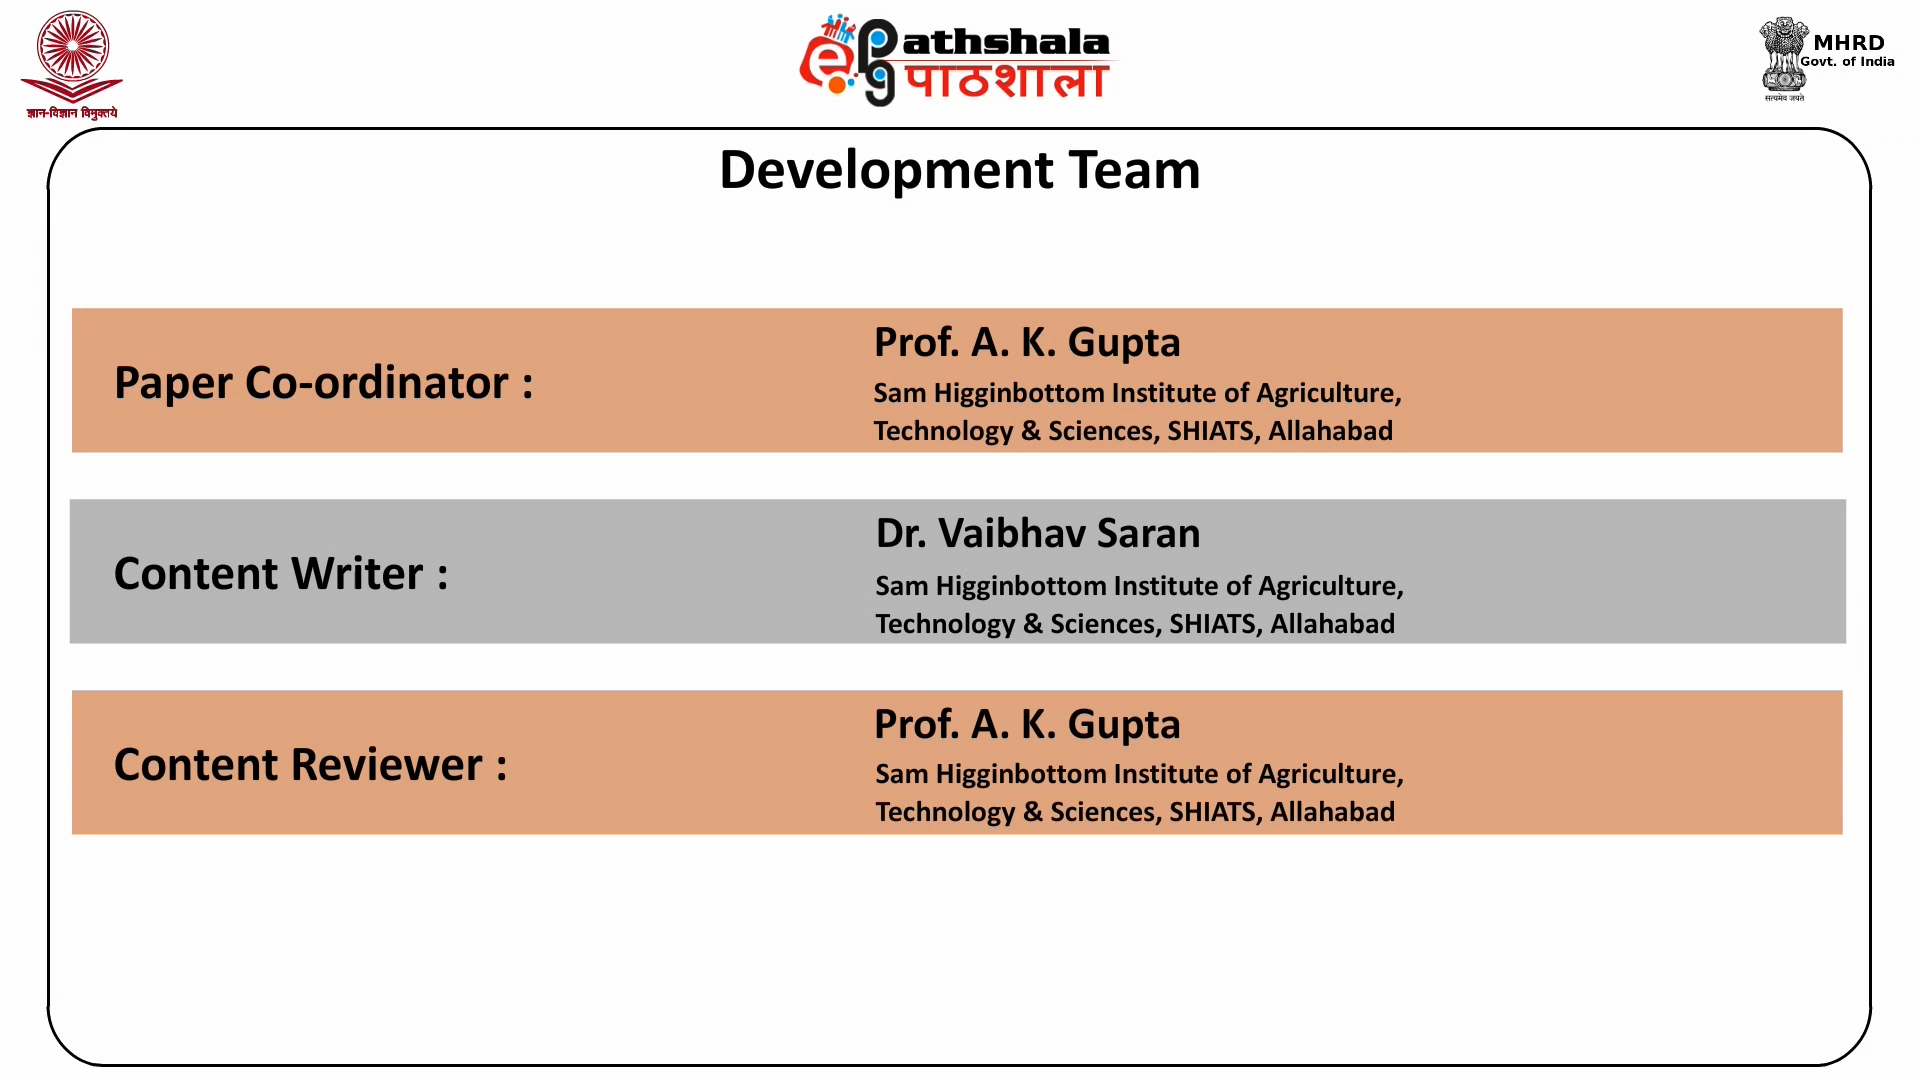 ज्ञान-विज्ञान विमुक्तये
e
pg
athshala
पाठशाला
MHRD
Govt. of India
सत्यमेव जयते
Development Team
Paper Co-ordinator :
Prof. A. K. Gupta
Sam Higginbottom Institute of Agriculture,
Technology & Sciences, SHIATS, Allahabad
Content Writer :
Dr. Vaibhav Saran
Sam Higginbottom Institute of Agriculture,
Technology & Sciences, SHIATS, Allahabad
Content Reviewer :
Prof. A. K. Gupta
Sam Higginbottom Institute of Agriculture,
Technology & Sciences, SHIATS, Allahabad